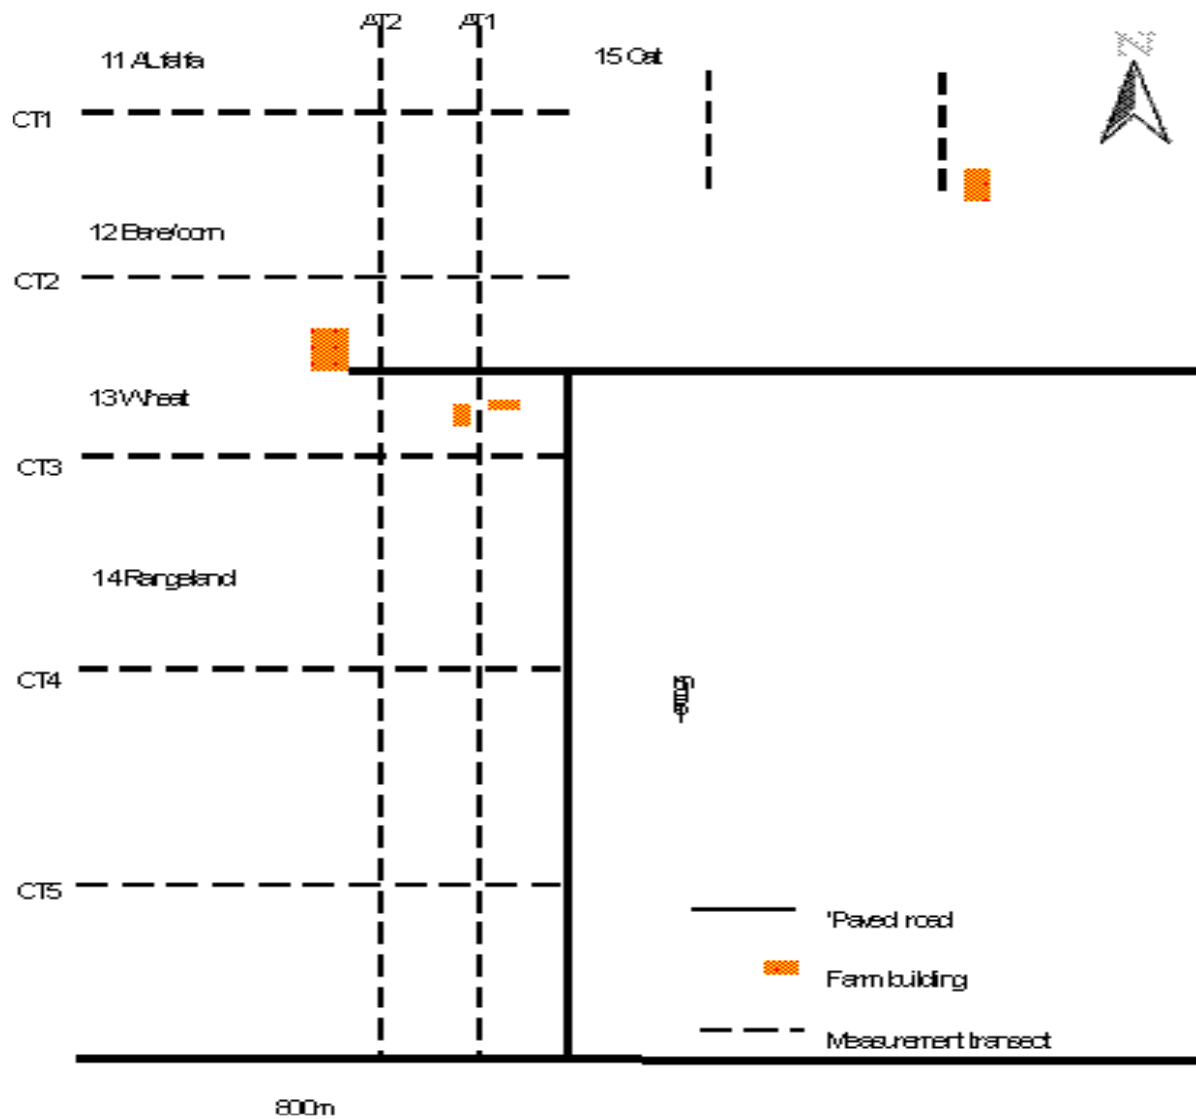 AT2 AT1
11 ALfalfa
15 Oat
N
CT1
12 Bare/corn
CT2
13 Wheat
CT3
14 Rangeland
CT4
CT5
'Paved road
Farm building
Measurement transect
800m